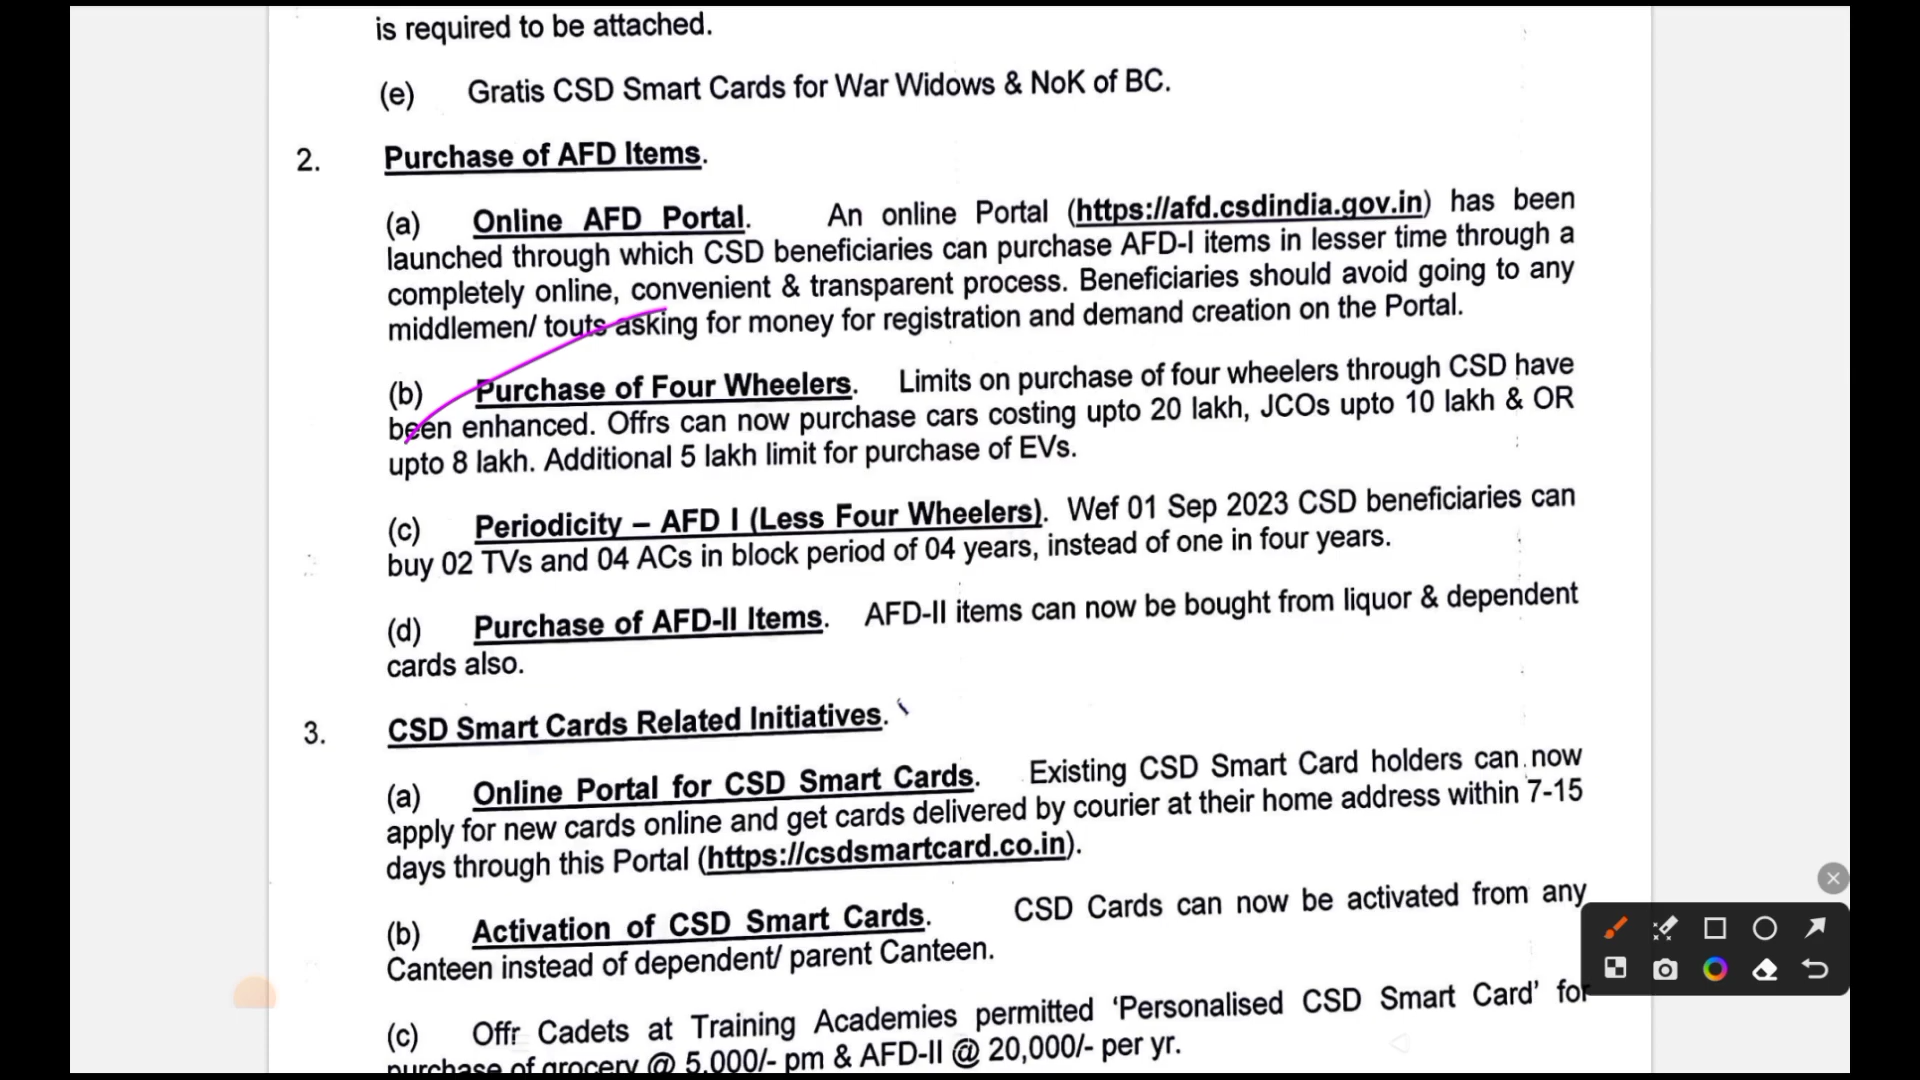 is required to be attached.
(e) Gratis CSD Smart Cards for War Widows & NoK of BC.
2. Purchase of AFD Items.
(a) Online AFD Portal. An online Portal (https://afd.csdindia.gov.in) has been
launched through which CSD beneficiaries can purchase AFD-I items in lesser time through a
completely online, convenient & transparent process. Beneficiaries should avoid going to any
middlemen/ touts asking for money for registration and demand creation on the Portal.
(b) Purchase of Four Wheelers. Limits on purchase of four wheelers through CSD have
been enhanced. Offrs can now purchase cars costing upto 20 lakh, JCOs upto 10 lakh & OR
upto 8 lakh. Additional 5 lakh limit for purchase of EVs.
(c) Periodicity – AFD I (Less Four Wheelers). Wef 01 Sep 2023 CSD beneficiaries can
buy 02 TVs and 04 ACs in block period of 04 years, instead of one in four years.
(d) Purchase of AFD-II Items. AFD-II items can now be bought from liquor & dependent
cards also.
3. CSD Smart Cards Related Initiatives.
(a) Online Portal for CSD Smart Cards. Existing CSD Smart Card holders can now
apply for new cards online and get cards delivered by courier at their home address within 7-15
days through this Portal (https://csdsmartcard.co.in).
(b) Activation of CSD Smart Cards. CSD Cards can now be activated from any
Canteen instead of dependent/ parent Canteen.
(c) Offr Cadets at Training Academies permitted ‘Personalised CSD Smart Card’ for
purchase of grocery @ 5,000/- pm & AFD-II @ 20,000/- per yr.